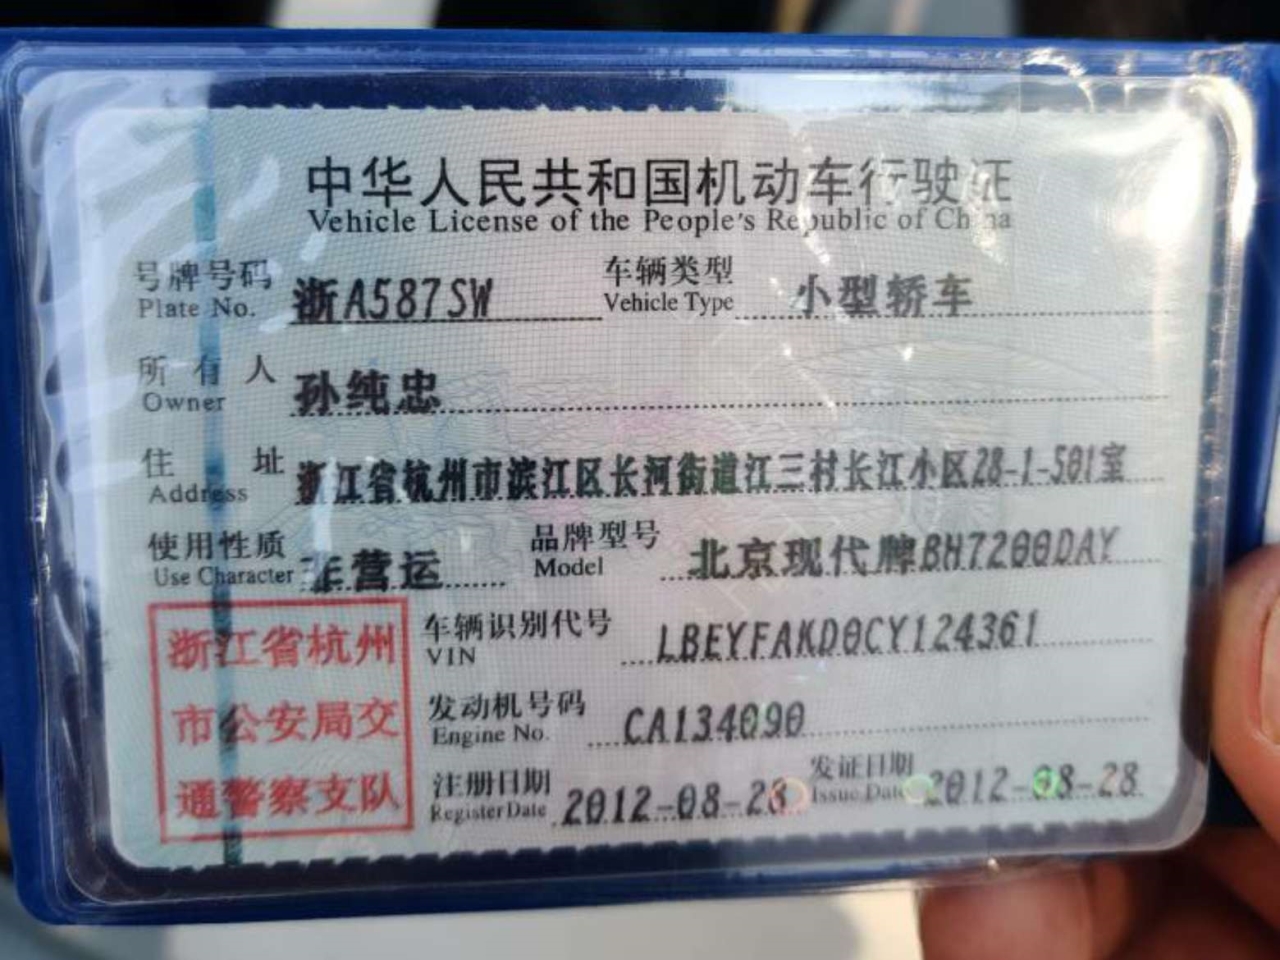 中华人民共和国机动车行驶证
Vehicle License of the People's Republic of China
号牌号码 浙A587SW 车辆类型 小型轿车
Plate No. Vehicle Type
所有人 孙纯忠
Owner
住址 浙江省杭州市滨江区长河街道江三村长江小区28-1-501室
Address
使用性质 非营运 品牌型号 北京现代牌BH7200DAY
Use Character Model
浙江省杭州 车辆识别代号 LBEYFAKD0CY124361
VIN
市公安局交 发动机号码 CA134090
Engine No.
通警察支队 注册日期 2012-08-28 发证日期 2012-08-28
Register Date Issue Date